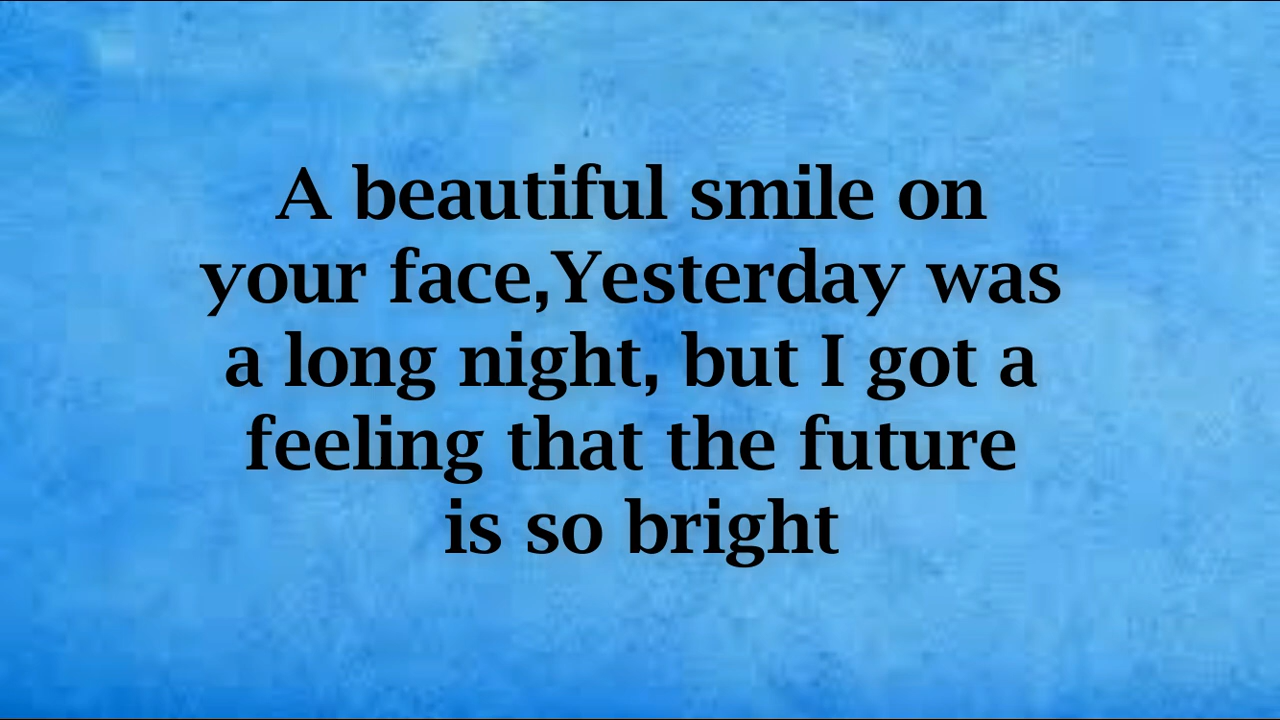 A beautiful smile on
your face,Yesterday was
a long night, but I got a
feeling that the future
is so bright